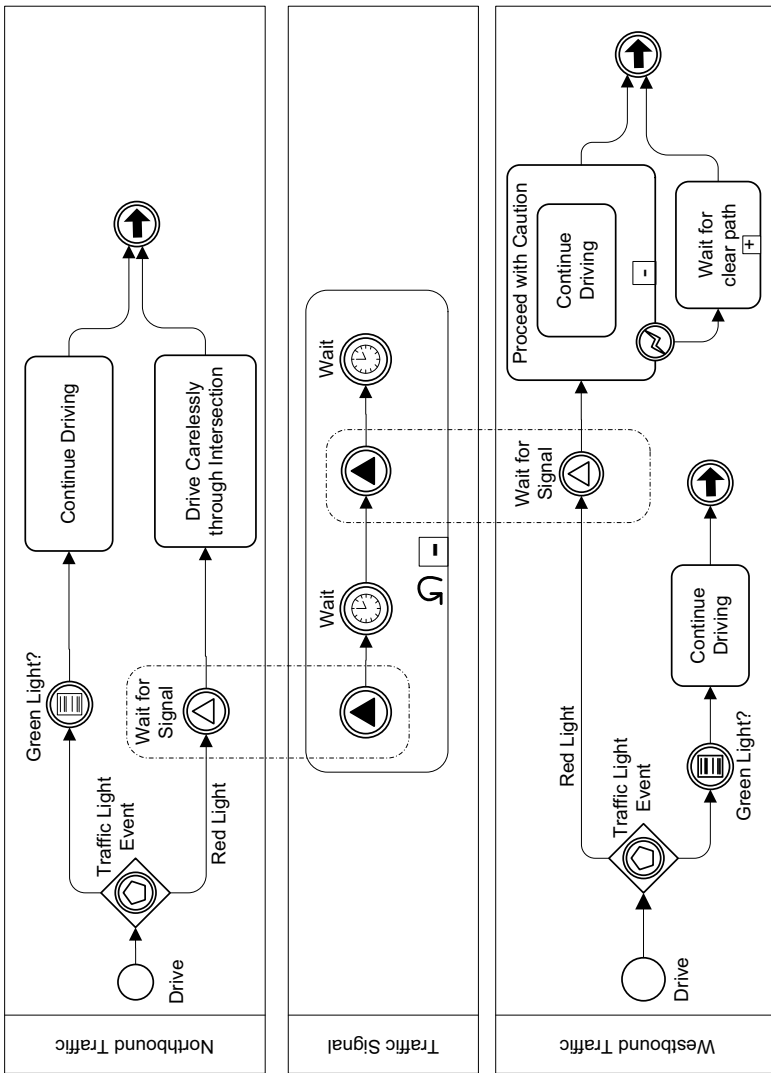 Northbound Traffic
Drive
Traffic Light
Event
Green Light?
Continue Driving
Red Light
Wait for
Signal
Drive Carelessly
through Intersection
Traffic Signal
Wait
Wait
Westbound Traffic
Drive
Traffic Light
Event
Red Light
Wait for
Signal
Proceed with Caution
Continue
Driving
-
Wait for
clear path
+
Green Light?
Continue
Driving
-